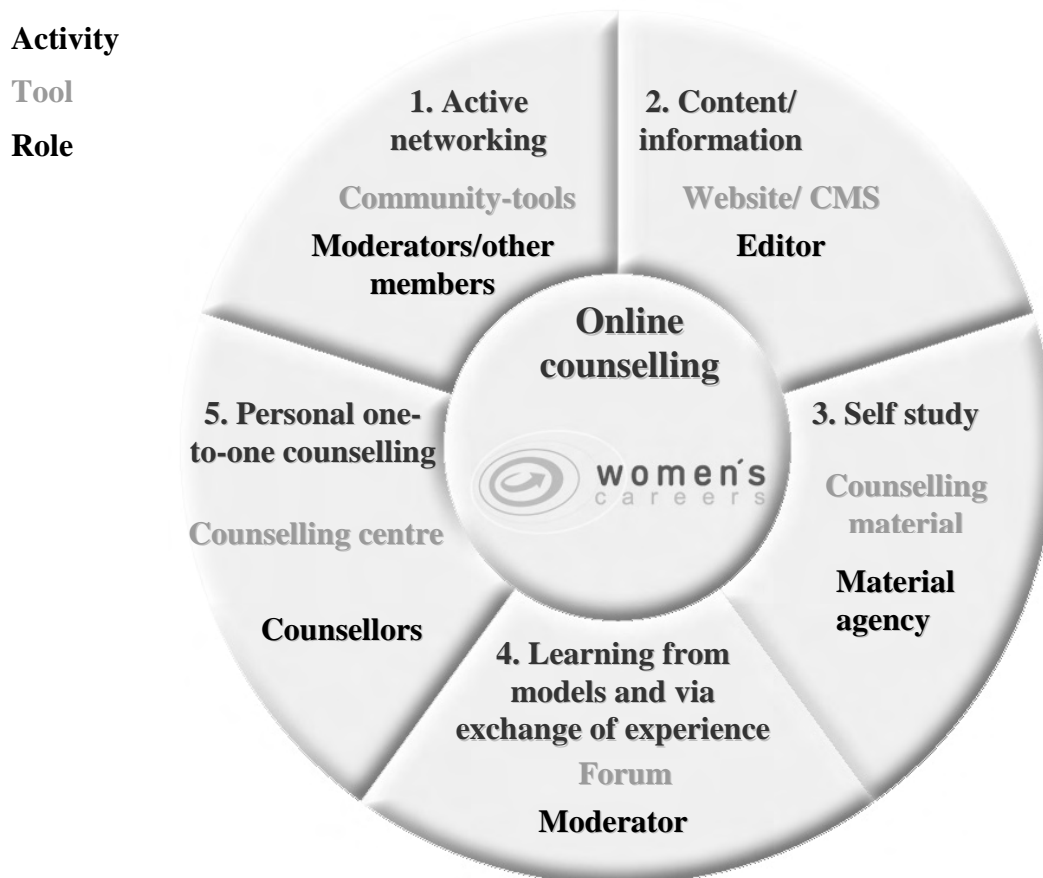 Activity
Tool
Role
1. Active
networking
Community-tools
Moderators/other
members
2. Content/
information
Website/ CMS
Editor
Online
counselling
women´s
careers
3. Self study
Counselling
material
Material
agency
4. Learning from
models and via
exchange of experience
Forum
Moderator
5. Personal one-
to-one counselling
Counselling centre
Counsellors